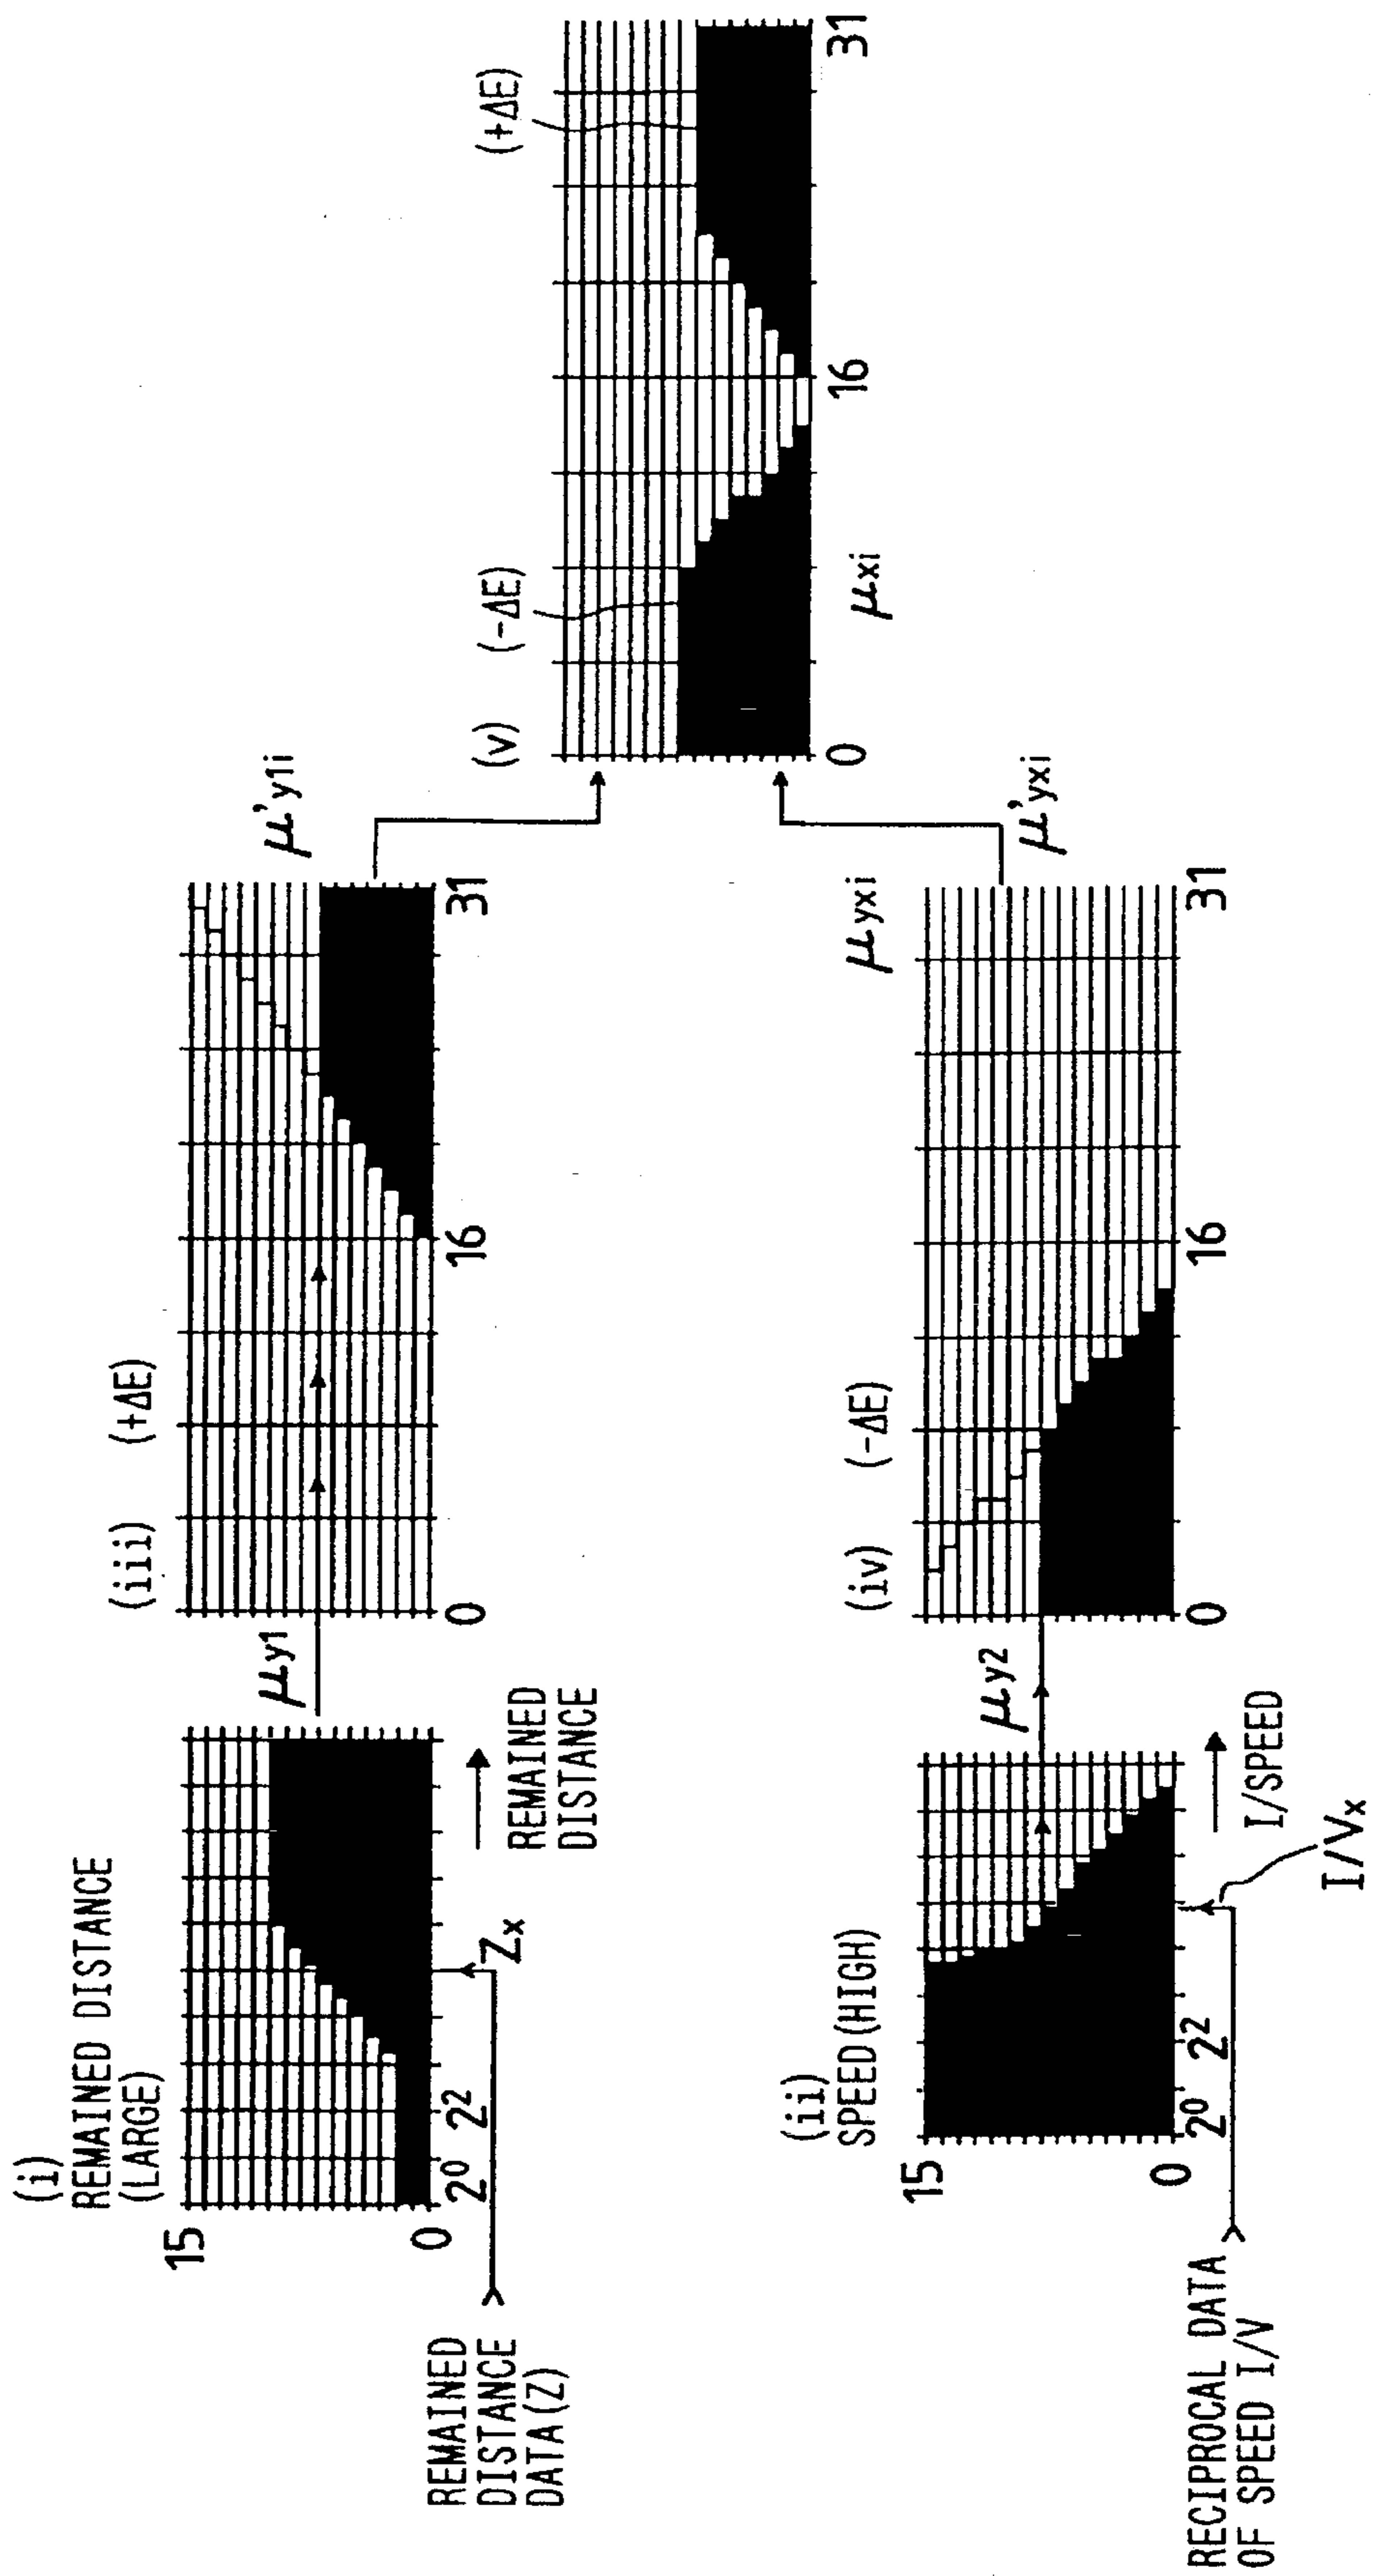 (i)
REMAINED DISTANCE
(LARGE)
15
0
2⁰ 2²
Zx
REMAINED
DISTANCE
REMAINED
DISTANCE
DATA(Z)
μy1
(iii) (+ΔE)
0 16 31
μ'y1i
(ii)
SPEED(HIGH)
15
0
2⁰ 2²
I/SPEED
I/Vx
RECIPROCAL DATA
OF SPEED I/V
μy2
(iv) (-ΔE)
μyxi
0 16 31
μ'yxi
(v) (-ΔE) (+ΔE)
0 16 31
μxi